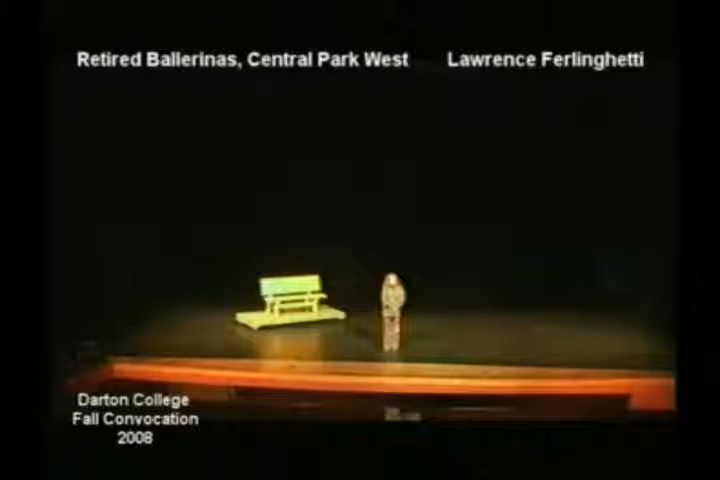 Retired Ballerinas, Central Park West Lawrence Ferlinghetti
Darton College
Fall Convocation
2008